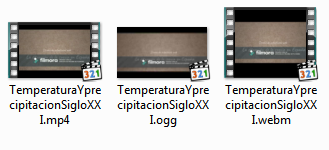 filmora filmora filmora
321 321 321
TemperaturaYpre TemperaturaYpre TemperaturaYpre
cipitacionSigloXX cipitacionSigloXX cipitacionSigloXX
I.mp4 I.ogg I.webm